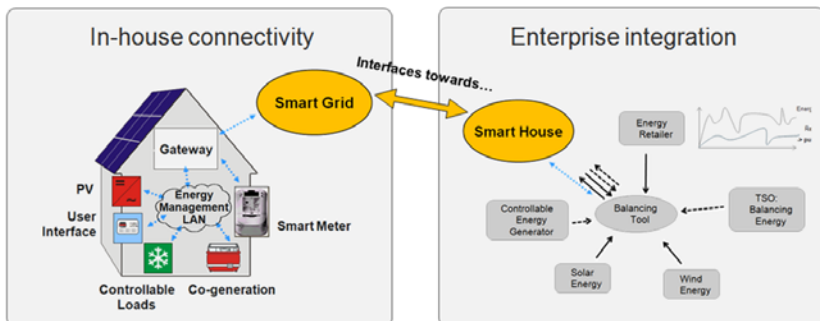 In-house connectivity
Smart Grid
Gateway
PV
Energy
Management
LAN
User
Interface
Smart Meter
Controllable
Loads
Co-generation
Interfaces towards...
Enterprise integration
Smart House
Energy
Retailer
Controllable
Energy
Generator
Balancing
Tool
TSO:
Balancing
Energy
Solar
Energy
Wind
Energy